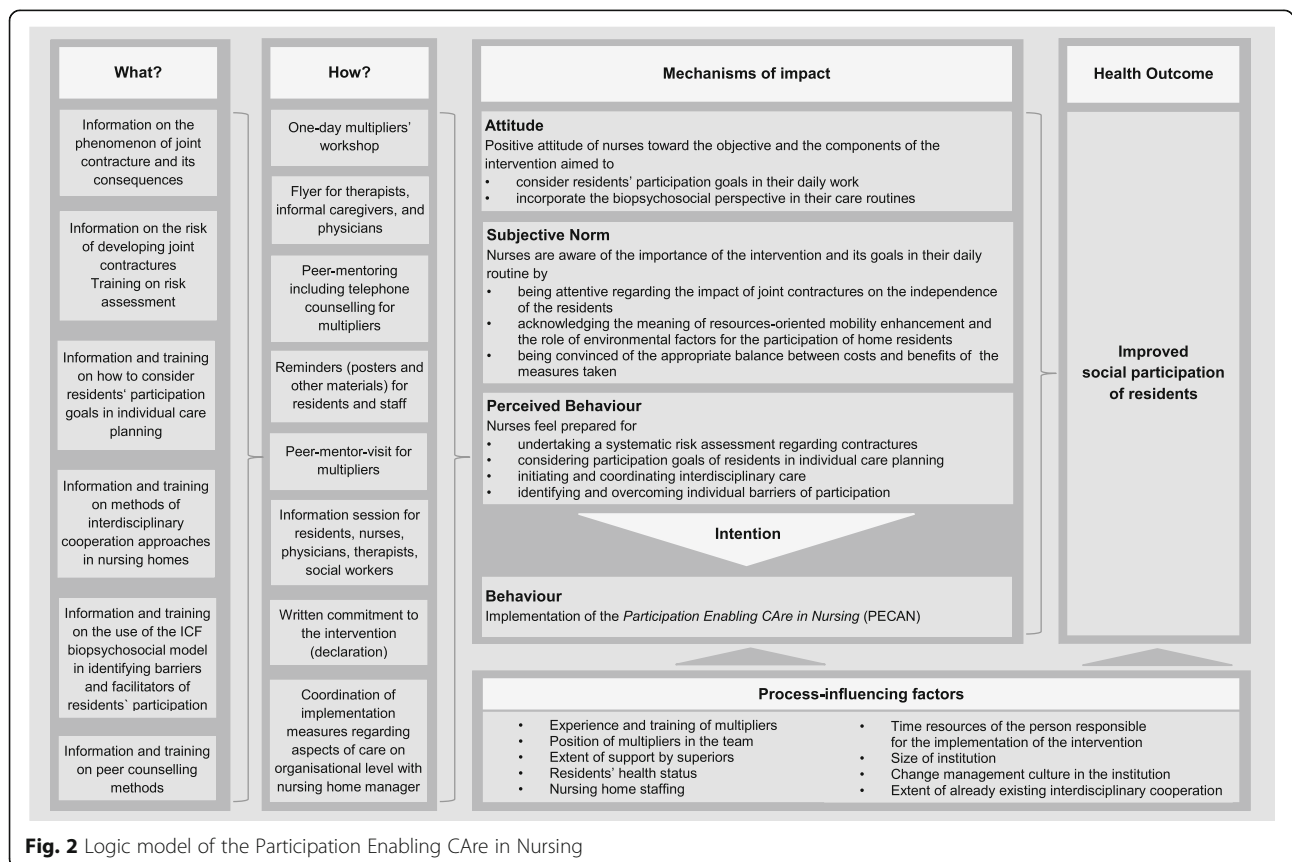 What?
Information on the
phenomenon of joint
contracture and its
consequences
Information on the risk
of developing joint
contractures
Training on risk
assessment
Information and training
on how to consider
residents‘ participation
goals in individual care
planning
Information and training
on methods of
interdisciplinary
cooperation approaches
in nursing homes
Information and training
on the use of the ICF
biopsychosocial model
in identifying barriers
and facilitators of
residents` participation
Information and training
on peer counselling
methods
How?
One-day multipliers’
workshop
Flyer for therapists,
informal caregivers, and
physicians
Peer-mentoring
including telephone
counselling for
multipliers
Reminders (posters and
other materials) for
residents and staff
Peer-mentor-visit for
multipliers
Information session for
residents, nurses,
physicians, therapists,
social workers
Written commitment to
the intervention
(declaration)
Coordination of
implementation
measures regarding
aspects of care on
organisational level with
nursing home manager
Mechanisms of impact
Attitude
Positive attitude of nurses toward the objective and the components of the
intervention aimed to
• consider residents’ participation goals in their daily work
• incorporate the biopsychosocial perspective in their care routines
Subjective Norm
Nurses are aware of the importance of the intervention and its goals in their daily
routine by
• being attentive regarding the impact of joint contractures on the independence
of the residents
• acknowledging the meaning of resources-oriented mobility enhancement and
the role of environmental factors for the participation of home residents
• being convinced of the appropriate balance between costs and benefits of the
measures taken
Perceived Behaviour
Nurses feel prepared for
• undertaking a systematic risk assessment regarding contractures
• considering participation goals of residents in individual care planning
• initiating and coordinating interdisciplinary care
• identifying and overcoming individual barriers of participation
Intention
Behaviour
Implementation of the Participation Enabling CAre in Nursing (PECAN)
Health Outcome
Improved
social participation
of residents
Process-influencing factors
• Experience and training of multipliers
• Position of multipliers in the team
• Extent of support by superiors
• Residents’ health status
• Nursing home staffing
• Time resources of the person responsible
for the implementation of the intervention
• Size of institution
• Change management culture in the institution
• Extent of already existing interdisciplinary cooperation
Fig. 2 Logic model of the Participation Enabling CAre in Nursing